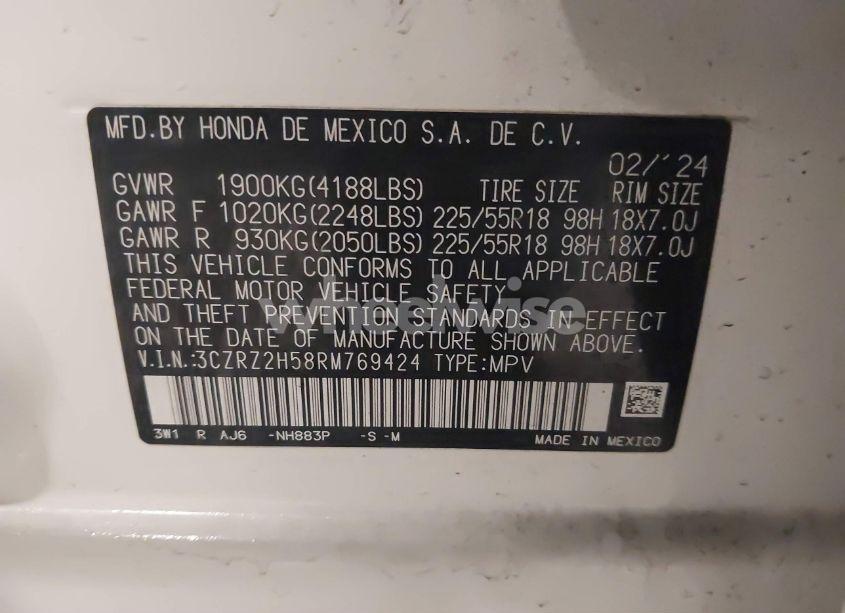 MFD.BY HONDA DE MEXICO S.A. DE C.V.
02/'24
GVWR 1900KG(4188LBS) TIRE SIZE RIM SIZE
GAWR F 1020KG(2248LBS) 225/55R18 98H 18X7.0J
GAWR R 930KG(2050LBS) 225/55R18 98H 18X7.0J
THIS VEHICLE CONFORMS TO ALL APPLICABLE
FEDERAL MOTOR VEHICLE SAFETY
AND THEFT PREVENTION STANDARDS IN EFFECT
ON THE DATE OF MANUFACTURE SHOWN ABOVE.
V.I.N.:3CZRZ2H58RM769424 TYPE:MPV
3W1 R AJ6 -NH883P -S -M MADE IN MEXICO
wheelwise